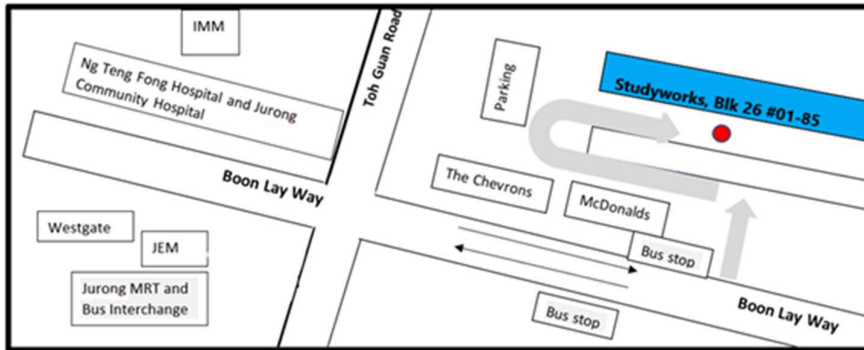 IMM
Ng Teng Fong Hospital and Jurong
Community Hospital
Toh Guan Road
Parking
Studyworks, Blk 26 #01-85
Boon Lay Way
The Chevrons
McDonalds
Westgate
JEM
Bus stop
Jurong MRT and
Bus Interchange
Bus stop
Boon Lay Way